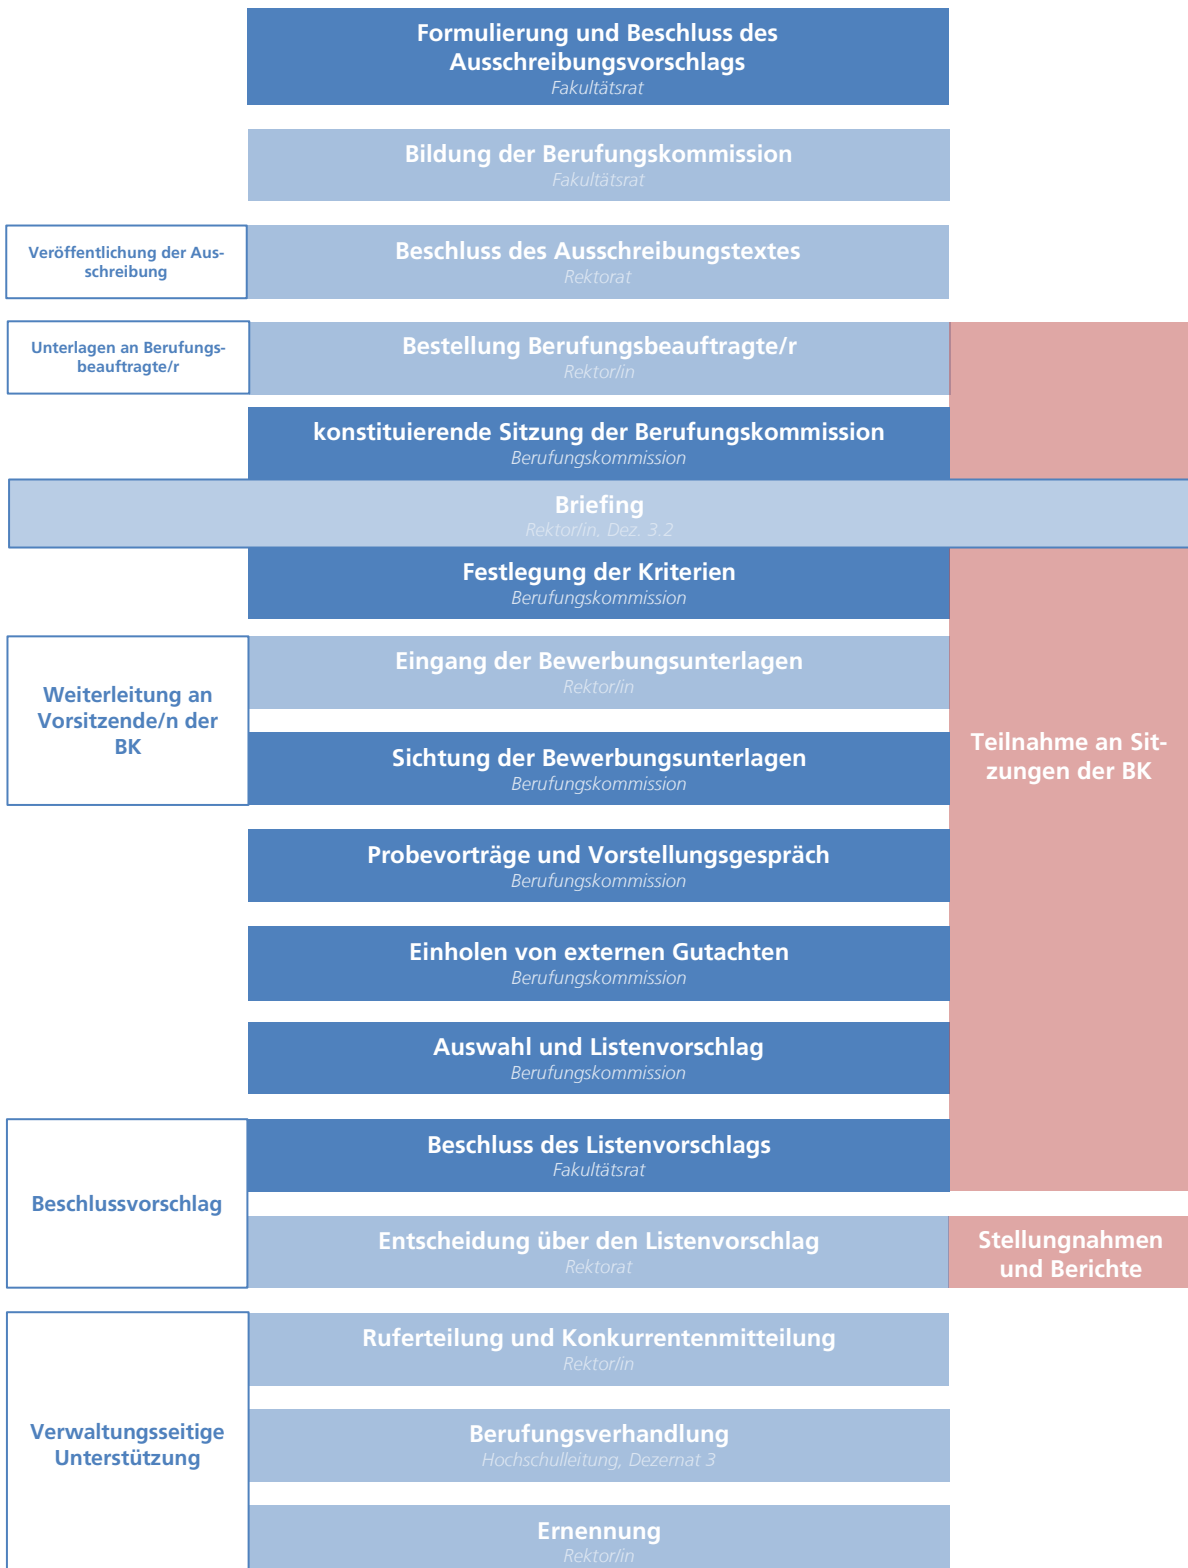 Formulierung und Beschluss des
Ausschreibungsvorschlags
Fakultätsrat
Bildung der Berufungskommission
Fakultätsrat
Veröffentlichung der Aus-
schreibung
Beschluss des Ausschreibungstextes
Rektorat
Unterlagen an Berufungs-
beauftragte/r
Bestellung Berufungsbeauftragte/r
Rektor/in
konstituierende Sitzung der Berufungskommission
Berufungskommission
Briefing
Rektor/in, Dez. 3.2
Festlegung der Kriterien
Berufungskommission
Weiterleitung an
Vorsitzende/n der
BK
Eingang der Bewerbungsunterlagen
Rektor/in
Sichtung der Bewerbungsunterlagen
Berufungskommission
Teilnahme an Sit-
zungen der BK
Probevorträge und Vorstellungsgespräch
Berufungskommission
Einholen von externen Gutachten
Berufungskommission
Auswahl und Listenvorschlag
Berufungskommission
Beschlussvorschlag
Beschluss des Listenvorschlags
Fakultätsrat
Entscheidung über den Listenvorschlag
Rektorat
Stellungnahmen
und Berichte
Verwaltungsseitige
Unterstützung
Ruferteilung und Konkurrentenmitteilung
Rektor/in
Berufungsverhandlung
Hochschulleitung, Dezernat 3
Ernennung
Rektor/in